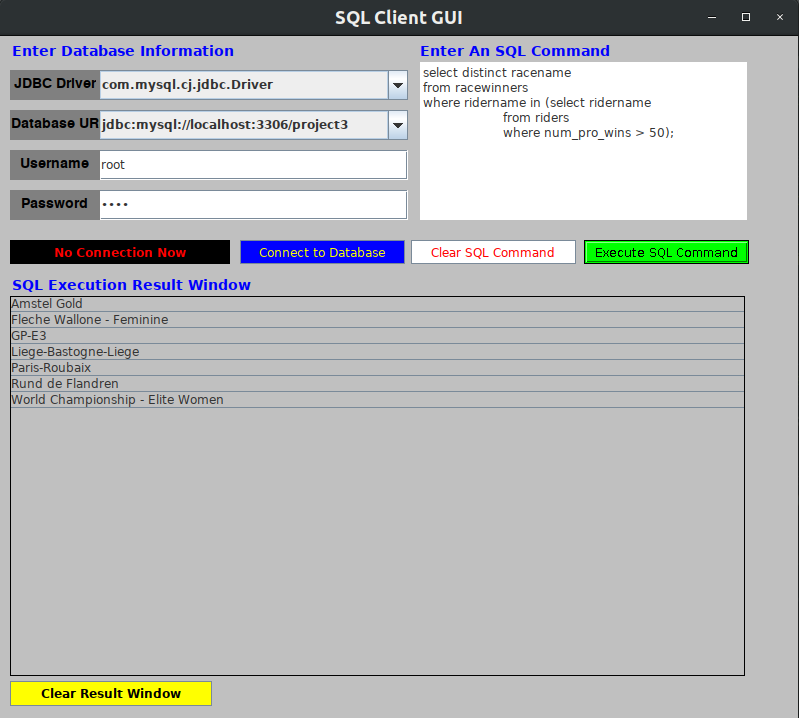 SQL Client GUI
Enter Database Information
Enter An SQL Command
JDBC Driver
com.mysql.cj.jdbc.Driver
Database UR
jdbc:mysql://localhost:3306/project3
Username
root
Password
••••
select distinct racename
from racewinners
where ridername in (select ridername
from riders
where num_pro_wins > 50);
No Connection Now
Connect to Database
Clear SQL Command
Execute SQL Command
SQL Execution Result Window
Amstel Gold
Fleche Wallone - Feminine
GP-E3
Liege-Bastogne-Liege
Paris-Roubaix
Rund de Flandren
World Championship - Elite Women
Clear Result Window